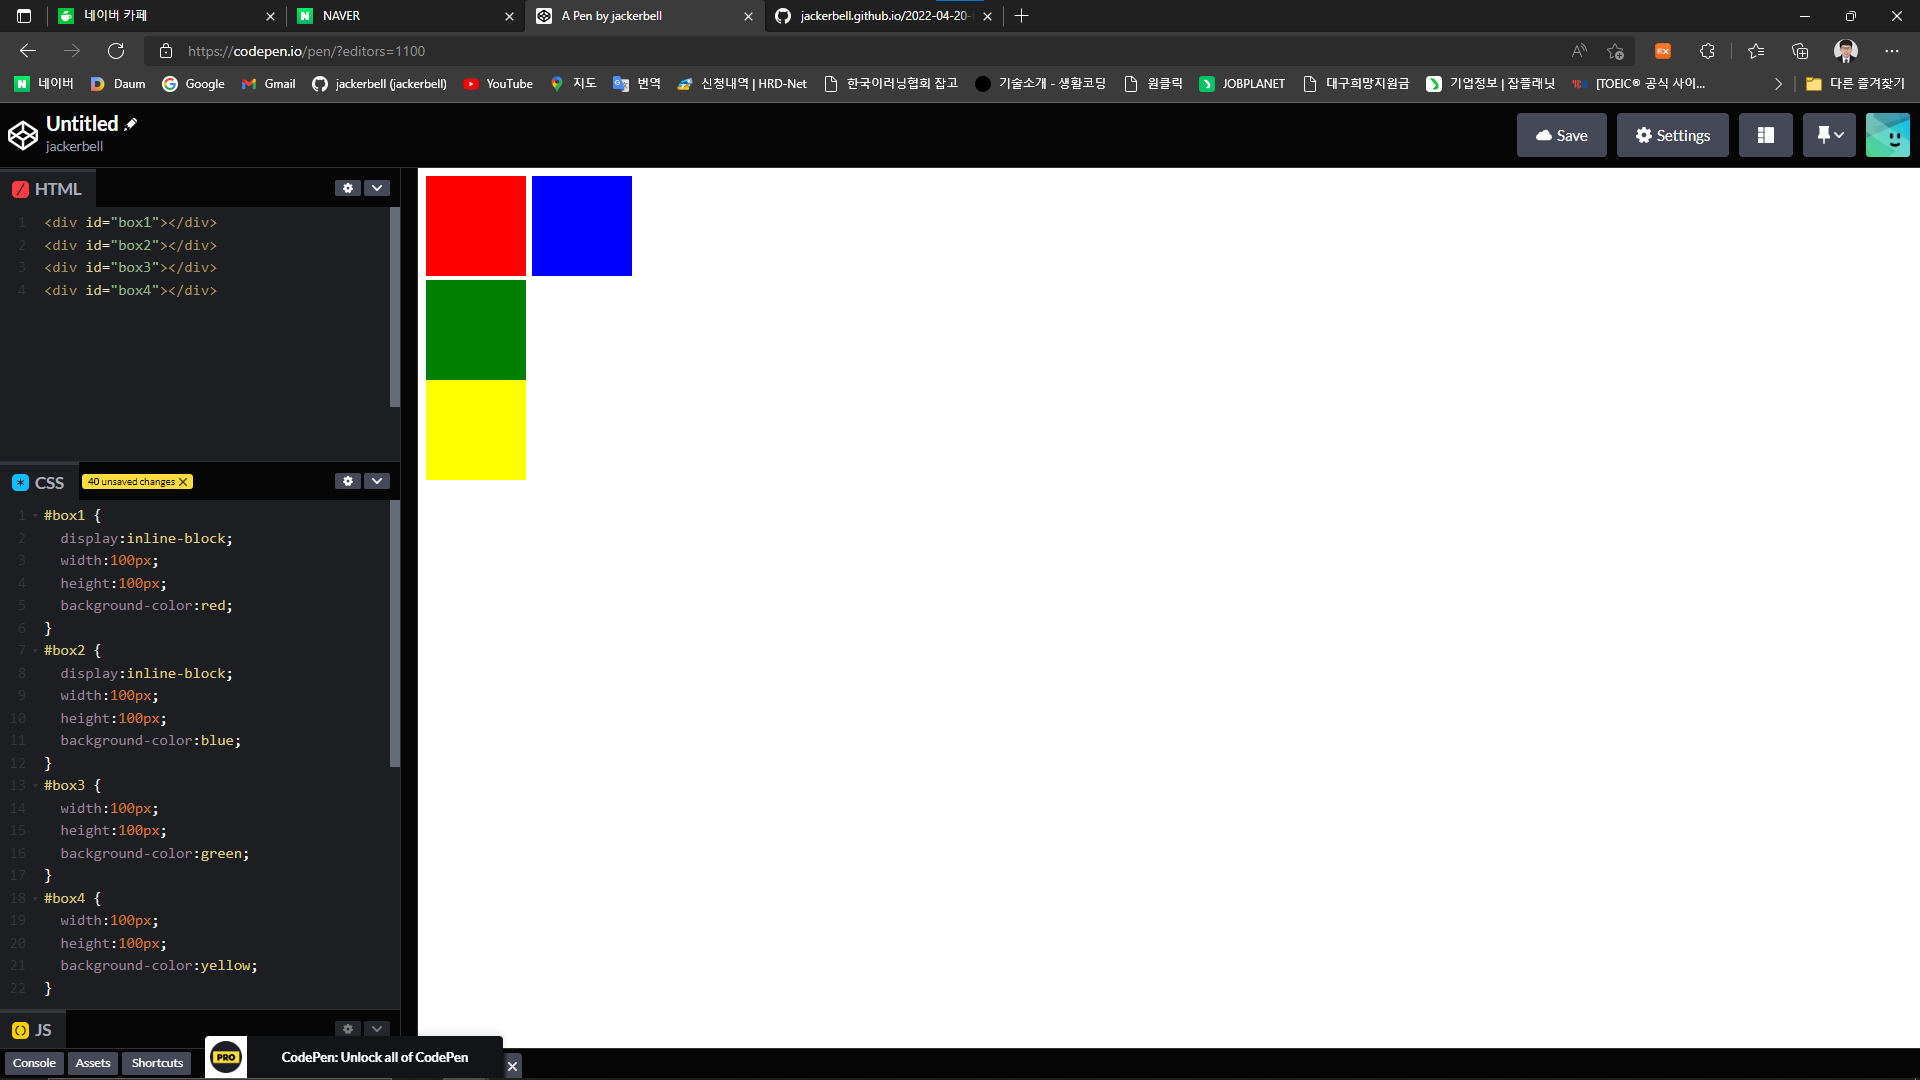 네이버 카페
NAVER
A Pen by jackerbell
jackerbell.github.io/2022-04-20-
https://codepen.io/pen/?editors=1100
네이버 Daum Google Gmail jackerbell (jackerbell) YouTube 지도 번역 신청내역 | HRD-Net 한국이러닝협회 잡고 기술소개 - 생활코딩 원클릭 JOBPLANET 대구희망지원금 기업정보 | 잡플래닛 [TOEIC® 공식 사이... 다른 즐겨찾기
Untitled
jackerbell
Save
Settings
HTML
1 <div id="box1"></div>
2 <div id="box2"></div>
3 <div id="box3"></div>
4 <div id="box4"></div>
CSS
40 unsaved changes
1 #box1 {
2 display:inline-block;
3 width:100px;
4 height:100px;
5 background-color:red;
6 }
7 #box2 {
8 display:inline-block;
9 width:100px;
10 height:100px;
11 background-color:blue;
12 }
13 #box3 {
14 width:100px;
15 height:100px;
16 background-color:green;
17 }
18 #box4 {
19 width:100px;
20 height:100px;
21 background-color:yellow;
22 }
JS
Console Assets Shortcuts
PRO
CodePen: Unlock all of CodePen